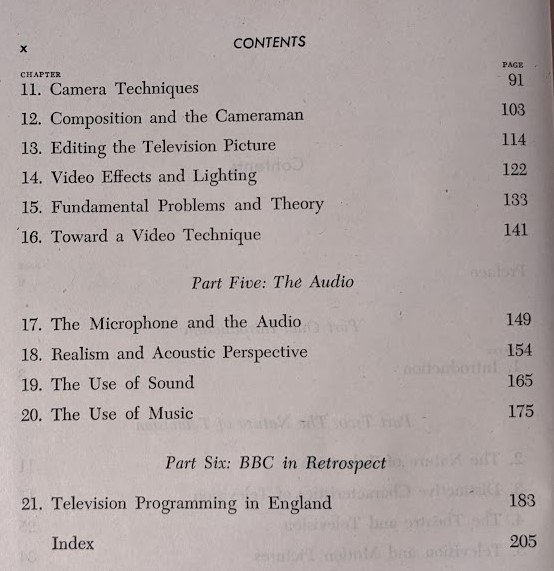 x CONTENTS
CHAPTER PAGE
11. Camera Techniques 91
12. Composition and the Cameraman 103
13. Editing the Television Picture 114
14. Video Effects and Lighting 122
15. Fundamental Problems and Theory 133
16. Toward a Video Technique 141
Part Five: The Audio
17. The Microphone and the Audio 149
18. Realism and Acoustic Perspective 154
19. The Use of Sound 165
20. The Use of Music 175
Part Six: BBC in Retrospect
21. Television Programming in England 183
Index 205